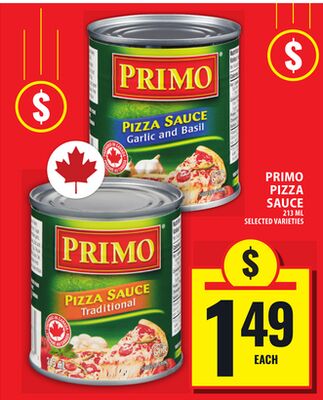 $
$
PRIMO
PIZZA SAUCE
Garlic and Basil
PRIMO
PIZZA
SAUCE
213 ML
SELECTED VARIETIES
PRIMO
PIZZA SAUCE
Traditional
$
1 49
EACH